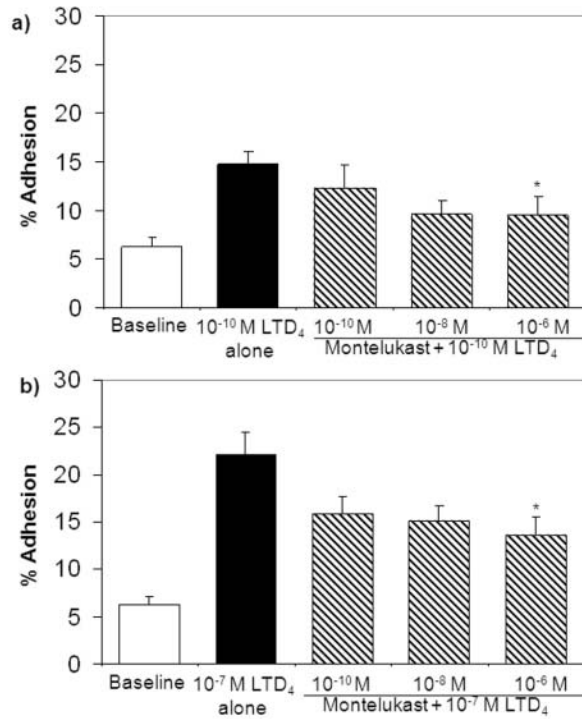 a)
30
25
20
15
10
5
0
% Adhesion
*
Baseline 10⁻¹⁰ M LTD₄ alone 10⁻¹⁰ M 10⁻⁸ M 10⁻⁶ M
Montelukast + 10⁻¹⁰ M LTD₄
b)
30
25
20
15
10
5
0
% Adhesion
*
Baseline 10⁻⁷ M LTD₄ alone 10⁻¹⁰ M 10⁻⁸ M 10⁻⁶ M
Montelukast + 10⁻⁷ M LTD₄